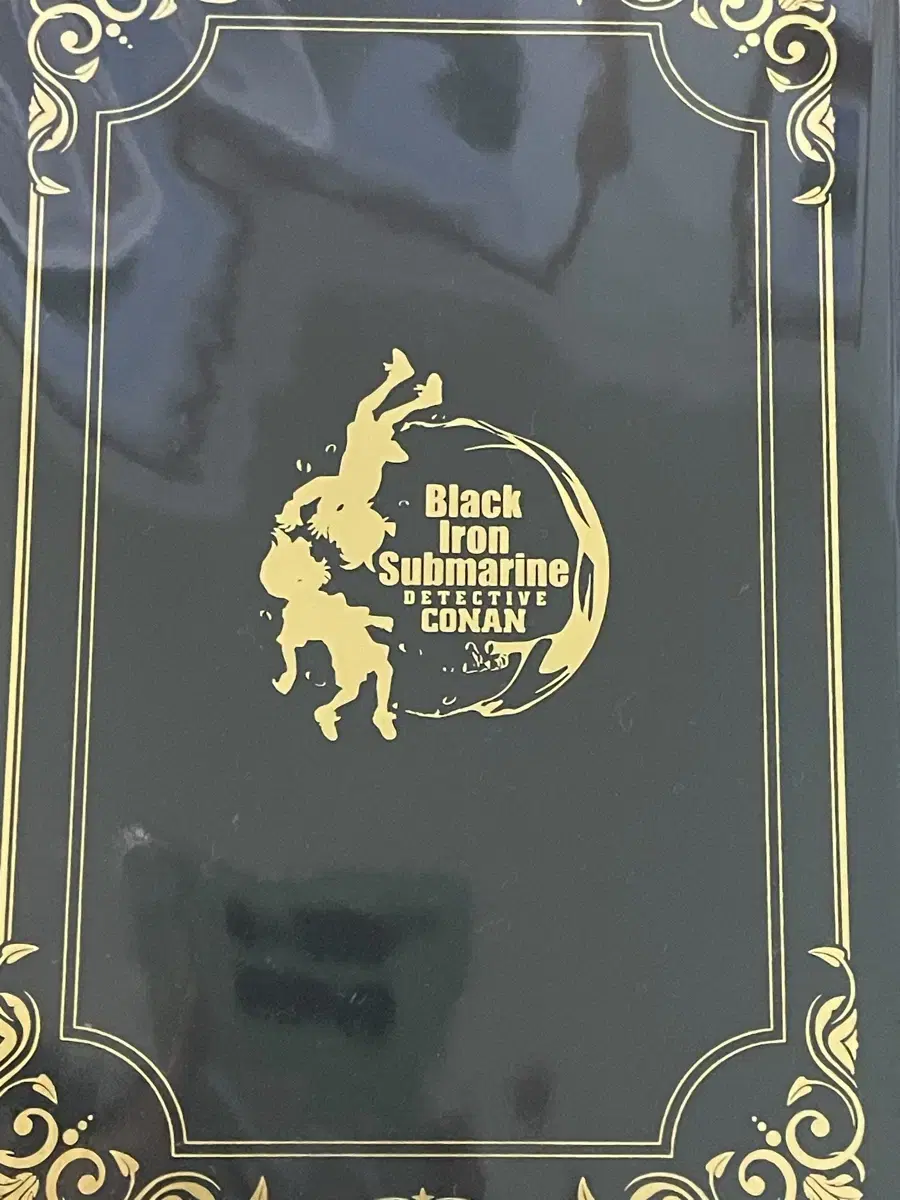 Black
Iron
Submarine
DETECTIVE
CONAN